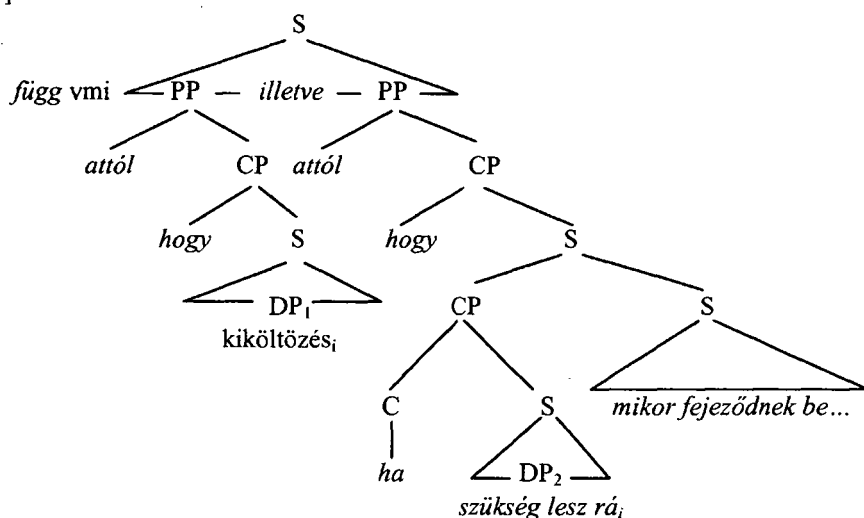 ]
S
függ vmi PP illetve PP
attól CP attól CP
hogy S hogy S
DP₁ CP S
kiköltözésᵢ
C S mikor fejeződnek be...
ha DP₂
szükség lesz ráᵢ